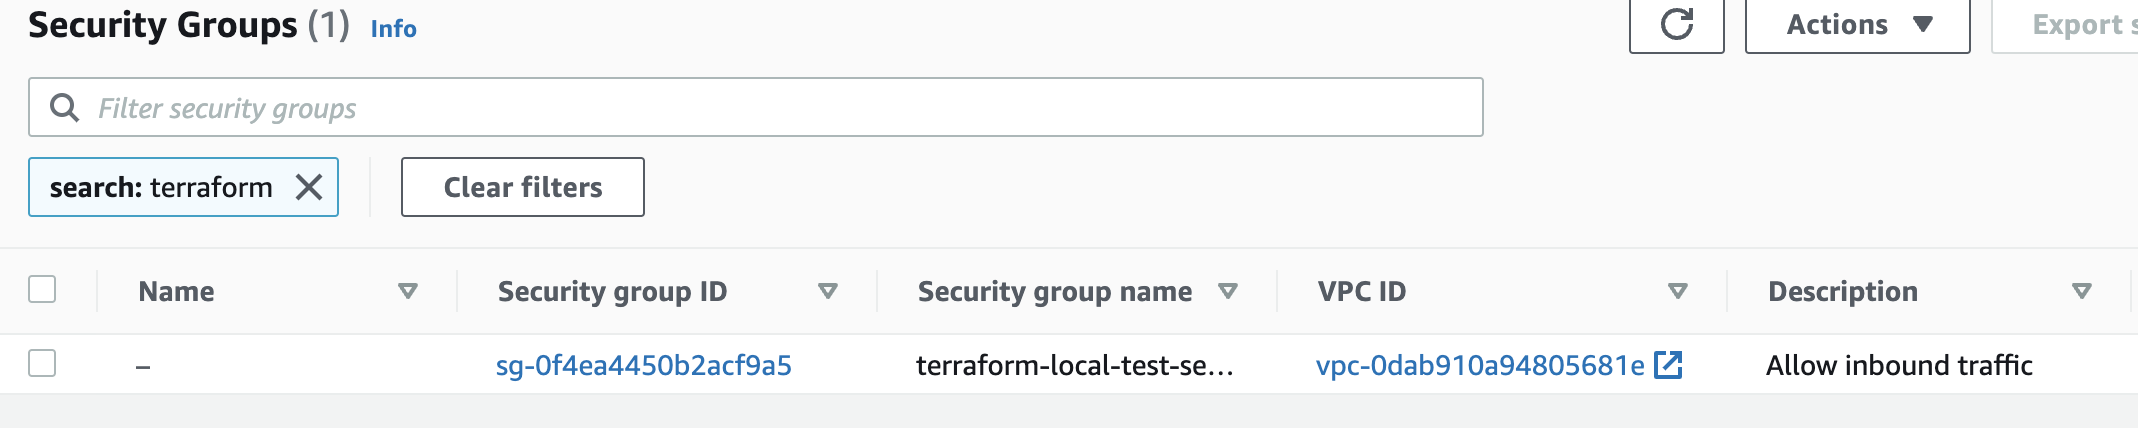 Security Groups (1) Info
Actions
Export s
Filter security groups
search: terraform
Clear filters
Name Security group ID Security group name VPC ID Description
– sg-0f4ea4450b2acf9a5 terraform-local-test-se... vpc-0dab910a94805681e Allow inbound traffic